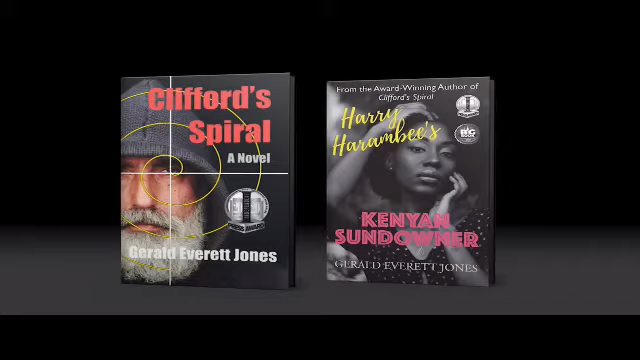 Clifford's
Spiral
A Novel
Gerald Everett Jones
From the Award-Winning Author of
Clifford's Spiral
Harry
Harambee's
KENYAN
SUNDOWNER
GERALD EVERETT JONES